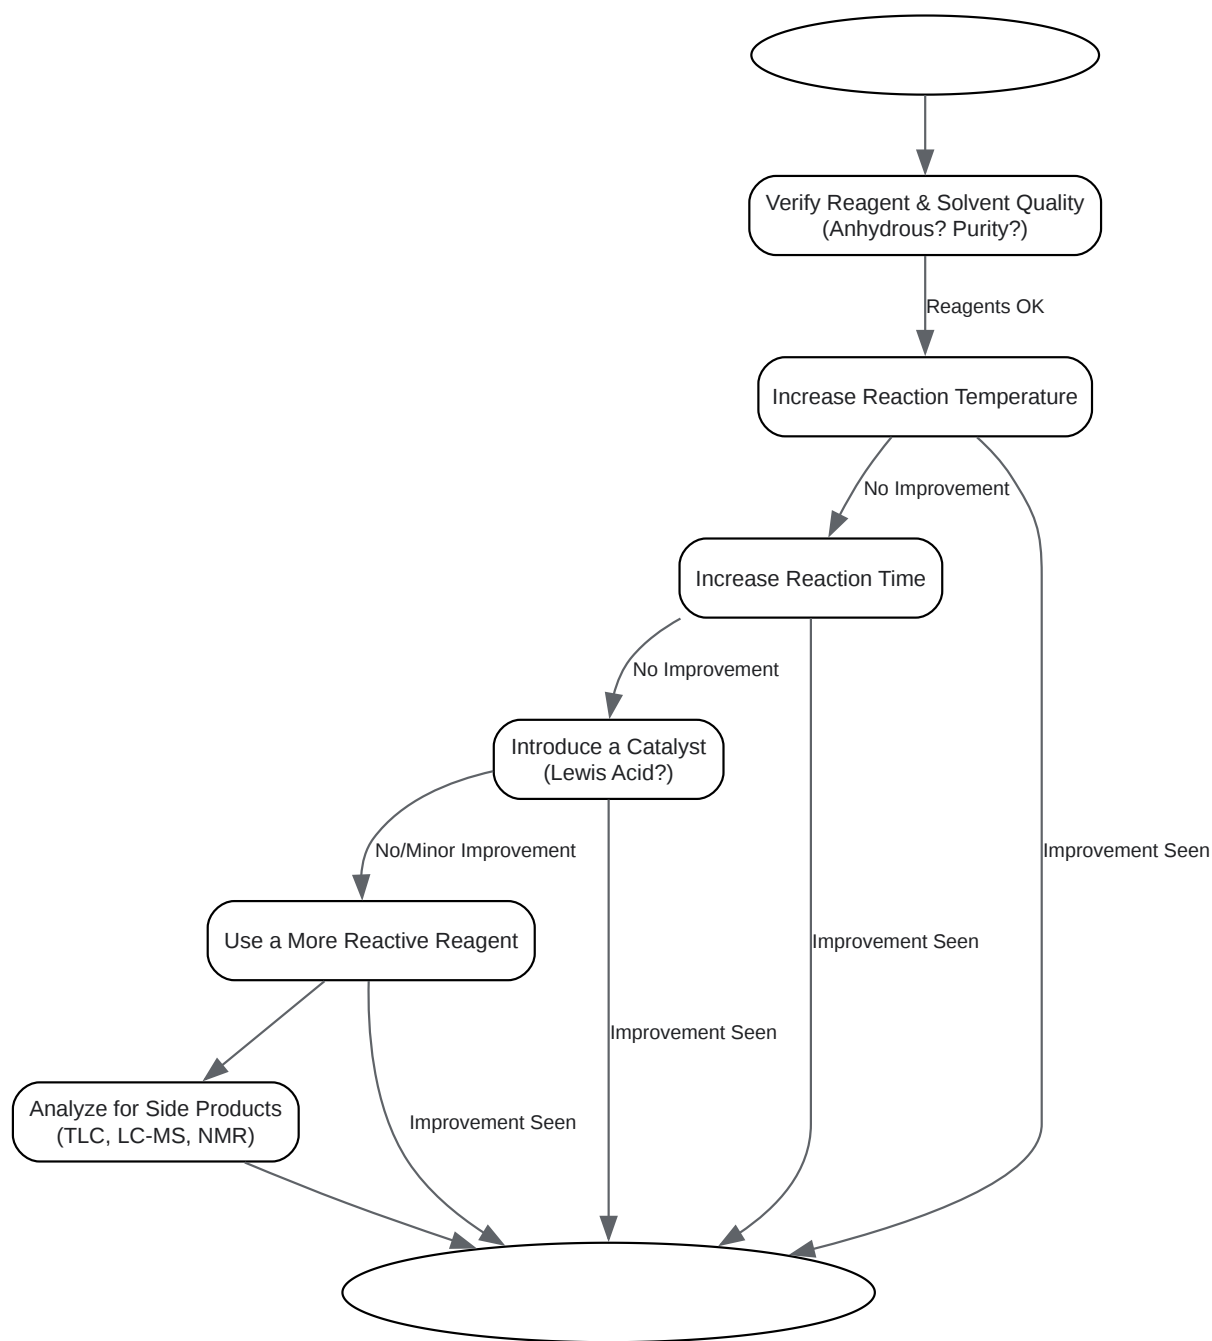 Verify Reagent & Solvent Quality
(Anhydrous? Purity?)
Reagents OK
Increase Reaction Temperature
No Improvement
Increase Reaction Time
No Improvement
Introduce a Catalyst
(Lewis Acid?)
No/Minor Improvement
Improvement Seen
Use a More Reactive Reagent
Improvement Seen
Improvement Seen
Analyze for Side Products
(TLC, LC-MS, NMR)
Improvement Seen